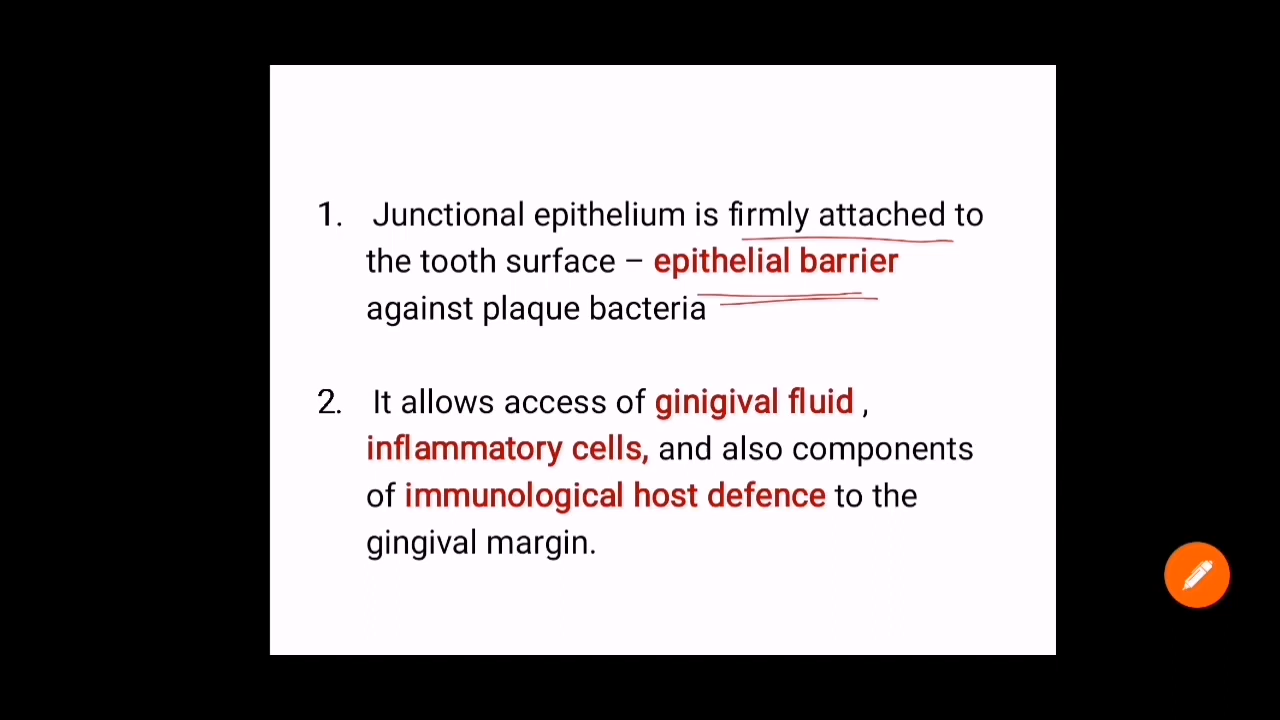 1. Junctional epithelium is firmly attached to
the tooth surface – epithelial barrier
against plaque bacteria
2. It allows access of ginigival fluid ,
inflammatory cells, and also components
of immunological host defence to the
gingival margin.